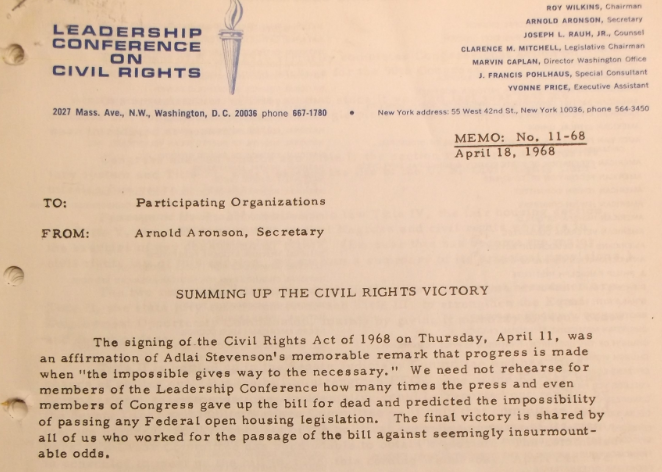 LEADERSHIP
CONFERENCE
ON
CIVIL RIGHTS
ROY WILKINS, Chairman
ARNOLD ARONSON, Secretary
JOSEPH L. RAUH, JR., Counsel
CLARENCE M. MITCHELL, Legislative Chairman
MARVIN CAPLAN, Director Washington Office
J. FRANCIS POHLHAUS, Special Consultant
YVONNE PRICE, Executive Assistant
2027 Mass. Ave., N.W., Washington, D. C. 20036 phone 667-1780 • New York address: 55 West 42nd St., New York 10036, phone 564-3450
MEMO: No. 11-68
April 18, 1968
TO: Participating Organizations
FROM: Arnold Aronson, Secretary
SUMMING UP THE CIVIL RIGHTS VICTORY
The signing of the Civil Rights Act of 1968 on Thursday, April 11, was
an affirmation of Adlai Stevenson's memorable remark that progress is made
when "the impossible gives way to the necessary." We need not rehearse for
members of the Leadership Conference how many times the press and even
members of Congress gave up the bill for dead and predicted the impossibility
of passing any Federal open housing legislation. The final victory is shared by
all of us who worked for the passage of the bill against seemingly insurmount-
able odds.